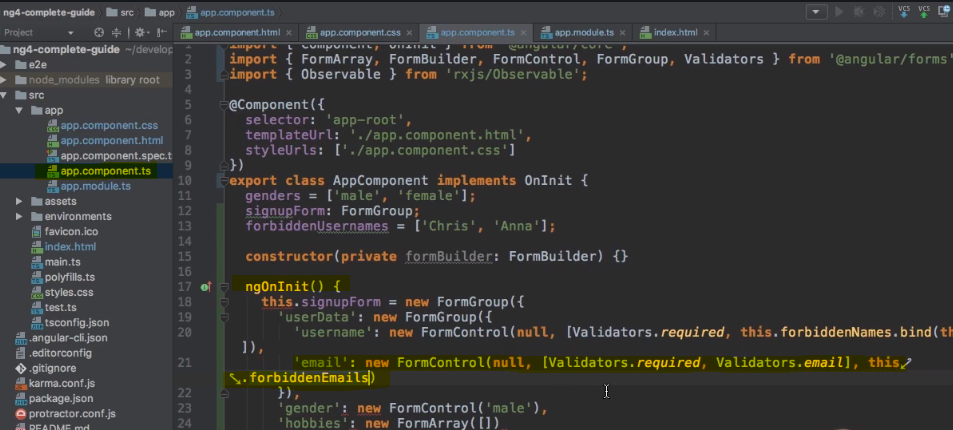 ng4-complete-guide src app app.component.ts
Project
app.component.html app.component.css app.component.ts app.module.ts index.html
VCS VCS
ng4-complete-guide ~/develop
e2e
node_modules library root
src
app
app.component.css
app.component.html
app.component.spec.t
app.component.ts
app.module.ts
assets
environments
favicon.ico
index.html
main.ts
polyfills.ts
styles.css
test.ts
tsconfig.json
.angular-cli.json
.editorconfig
.gitignore
karma.conf.js
package.json
protractor.conf.js
README.md
import { Component, OnInit } from '@angular/core';
2 import { FormArray, FormBuilder, FormControl, FormGroup, Validators } from '@angular/forms'
3 import { Observable } from 'rxjs/Observable';
4
5 @Component({
6 selector: 'app-root',
7 templateUrl: './app.component.html',
8 styleUrls: ['./app.component.css']
9 })
10 export class AppComponent implements OnInit {
11 genders = ['male', 'female'];
12 signupForm: FormGroup;
13 forbiddenUsernames = ['Chris', 'Anna'];
14
15 constructor(private formBuilder: FormBuilder) {}
16
17 ngOnInit() {
18 this.signupForm = new FormGroup({
19 'userData': new FormGroup({
20 'username': new FormControl(null, [Validators.required, this.forbiddenNames.bind(th
]),
21 'email': new FormControl(null, [Validators.required, Validators.email], this
.forbiddenEmails)
22 }),
23 'gender': new FormControl('male'),
24 'hobbies': new FormArray([])